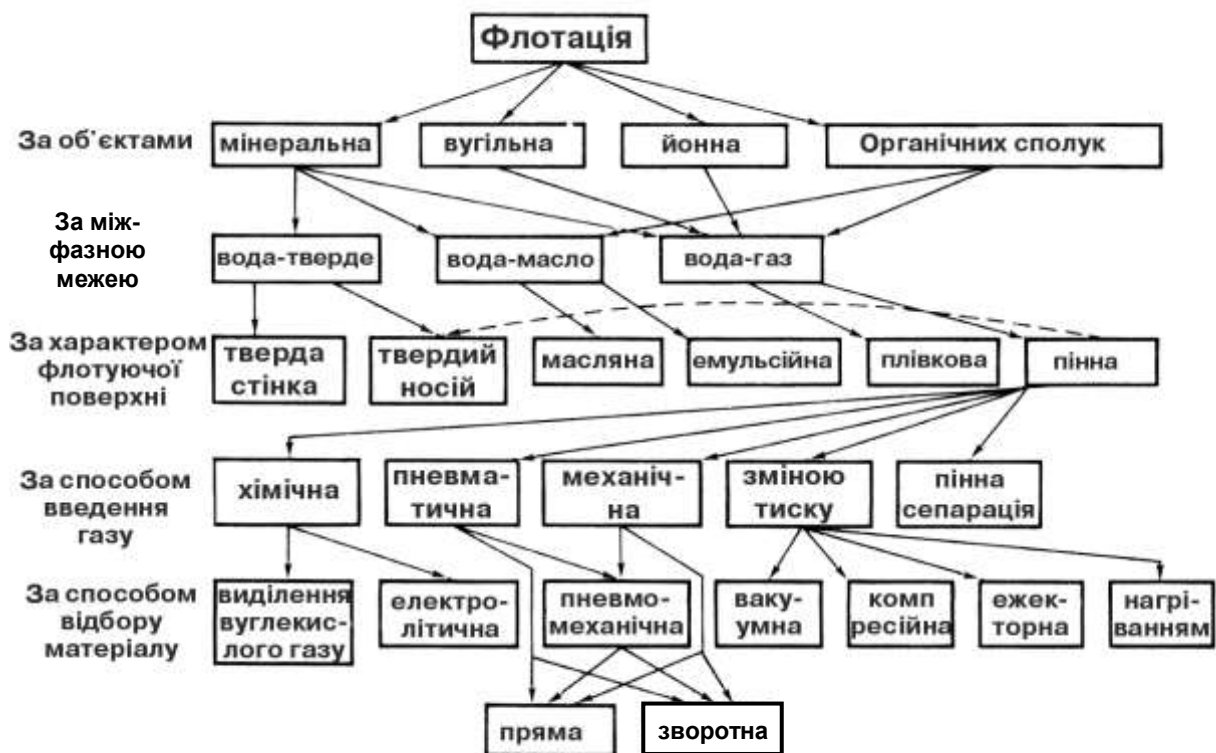 Флотація
За об'єктами
мінеральна
вугільна
йонна
Органічних сполук
За між-
фазною
межею
вода-тверде
вода-масло
вода-газ
За характером
флотуючої
поверхні
тверда
стінка
твердий
носій
масляна
емульсійна
плівкова
пінна
За способом
введення
газу
хімічна
пневма-
тична
механіч-
на
зміною
тиску
пінна
сепарація
За способом
відбору
матеріалу
виділення
вуглекис-
лого газу
електро-
літична
пневмо-
механічна
ваку-
умна
комп
ресійна
ежек-
торна
нагрі-
ванням
пряма
зворотна